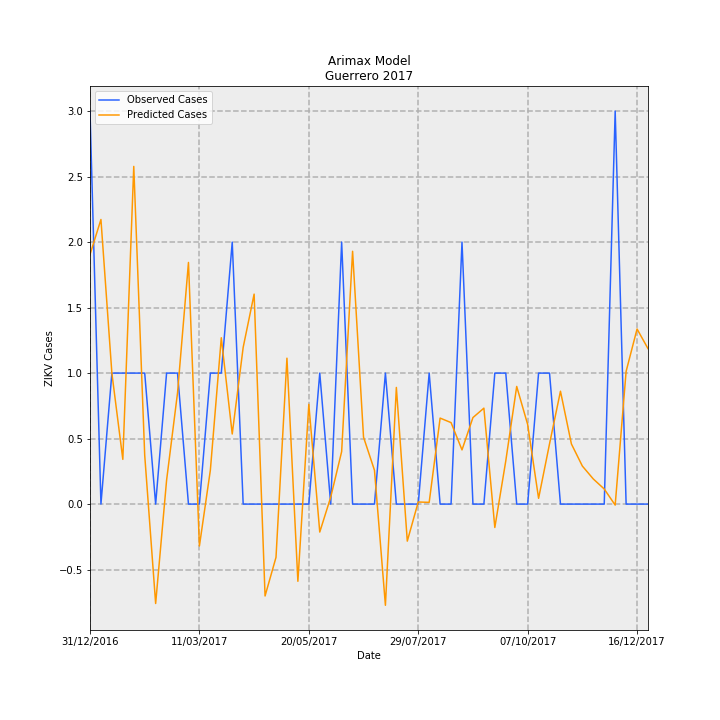 Arimax Model
Guerrero 2017
Observed Cases
Predicted Cases
ZIKV Cases
3.0
2.5
2.0
1.5
1.0
0.5
0.0
−0.5
31/12/2016 11/03/2017 20/05/2017 29/07/2017 07/10/2017 16/12/2017
Date